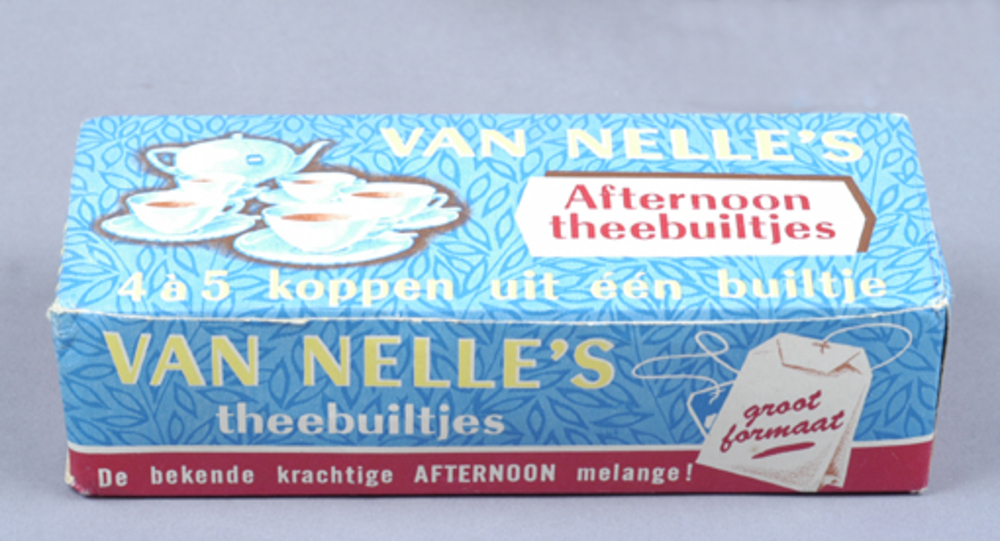 VAN NELLE'S
Afternoon
theebuiltjes
4 à 5 koppen uit één builtje
VAN NELLE'S
theebuiltjes
groot
formaat
De bekende krachtige AFTERNOON melange!